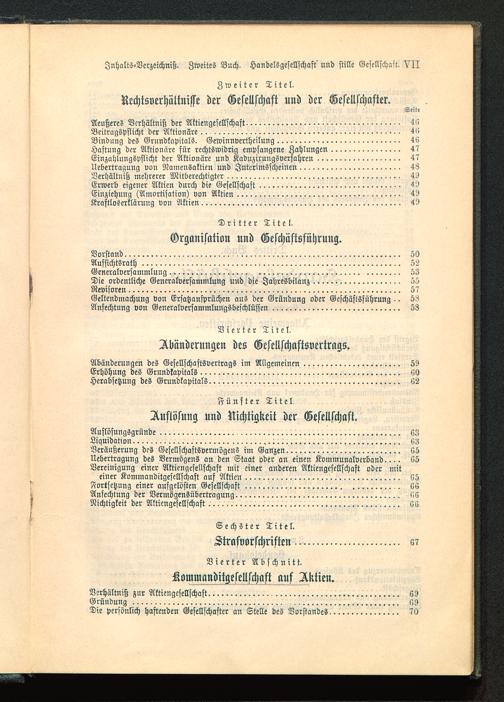 Inhalts-Verzeichniß. Zweites Buch. Handelsgesellschaft und stille Gesellschaft. VII
Zweiter Titel.
Rechtsverhältnisse der Gesellschaft und der Gesellschafter.
Seite
Aeußeres Verhältniß der Aktiengesellschaft 46
Beitragspflicht der Aktionäre 46
Bindung des Grundkapitals. Gewinnvertheilung 46
Haftung der Aktionäre für rechtswidrig empfangene Zahlungen 47
Einzahlungspflicht der Aktionäre und Kaduzirungsverfahren 47
Uebertragung von Namensaktien und Interimsscheinen 48
Verhältniß mehrerer Mitberechtigter 49
Erwerb eigener Aktien durch die Gesellschaft 49
Einziehung (Amortisation) von Aktien 49
Kraftloserklärung von Aktien 49
Dritter Titel.
Organisation und Geschäftsführung.
Vorstand 50
Aufsichtsrath 52
Generalversammlung 53
Die ordentliche Generalversammlung und die Jahresbilanz 55
Revisoren 57
Geltendmachung von Ersatzansprüchen aus der Gründung oder Geschäftsführung 58
Anfechtung von Generalversammlungsbeschlüssen 58
Vierter Titel.
Abänderungen des Gesellschaftsvertrags.
Abänderungen des Gesellschaftsvertrags im Allgemeinen 59
Erhöhung des Grundkapitals 60
Herabsetzung des Grundkapitals 62
Fünfter Titel.
Auflösung und Nichtigkeit der Gesellschaft.
Auflösungsgründe 63
Liquidation 63
Veräußerung des Gesellschaftsvermögens im Ganzen 65
Uebertragung des Vermögens an den Staat oder an einen Kommunalverband 65
Vereinigung einer Aktiengesellschaft mit einer anderen Aktiengesellschaft oder mit
einer Kommanditgesellschaft auf Aktien 65
Fortsetzung einer aufgelösten Gesellschaft 66
Anfechtung der Vermögensübertragung 66
Nichtigkeit der Aktiengesellschaft 66
Sechster Titel.
Strafvorschriften 67
Vierter Abschnitt.
Kommanditgesellschaft auf Aktien.
Verhältniß zur Aktiengesellschaft 69
Gründung 69
Die persönlich haftenden Gesellschafter an Stelle des Vorstandes 70